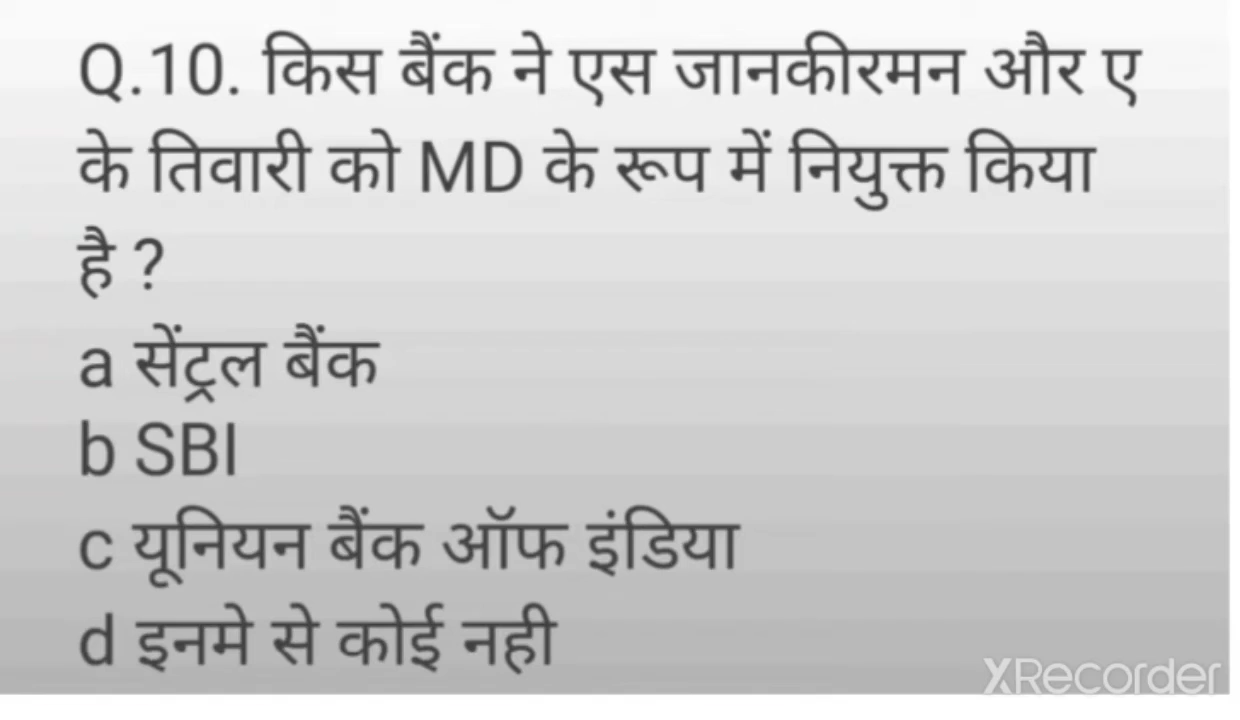 Q.10. किस बैंक ने एस जानकीरमन और ए
के तिवारी को MD के रूप में नियुक्त किया
है ?
a सेंट्रल बैंक
b SBI
c यूनियन बैंक ऑफ इंडिया
d इनमे से कोई नही
XRecorder